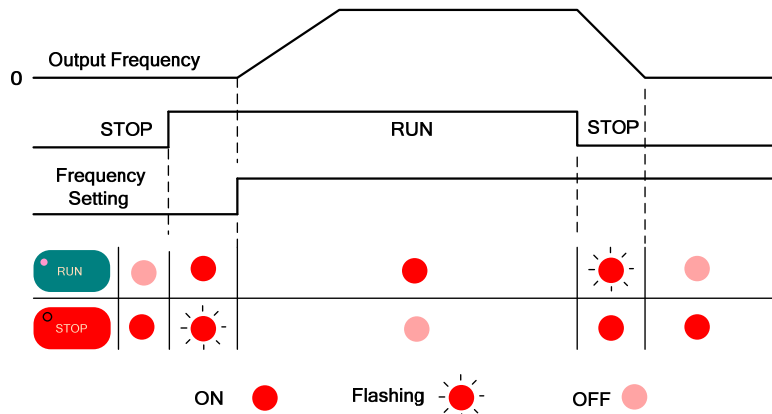 Output Frequency
0
STOP
RUN
STOP
Frequency
Setting
RUN
STOP
ON
Flashing
OFF